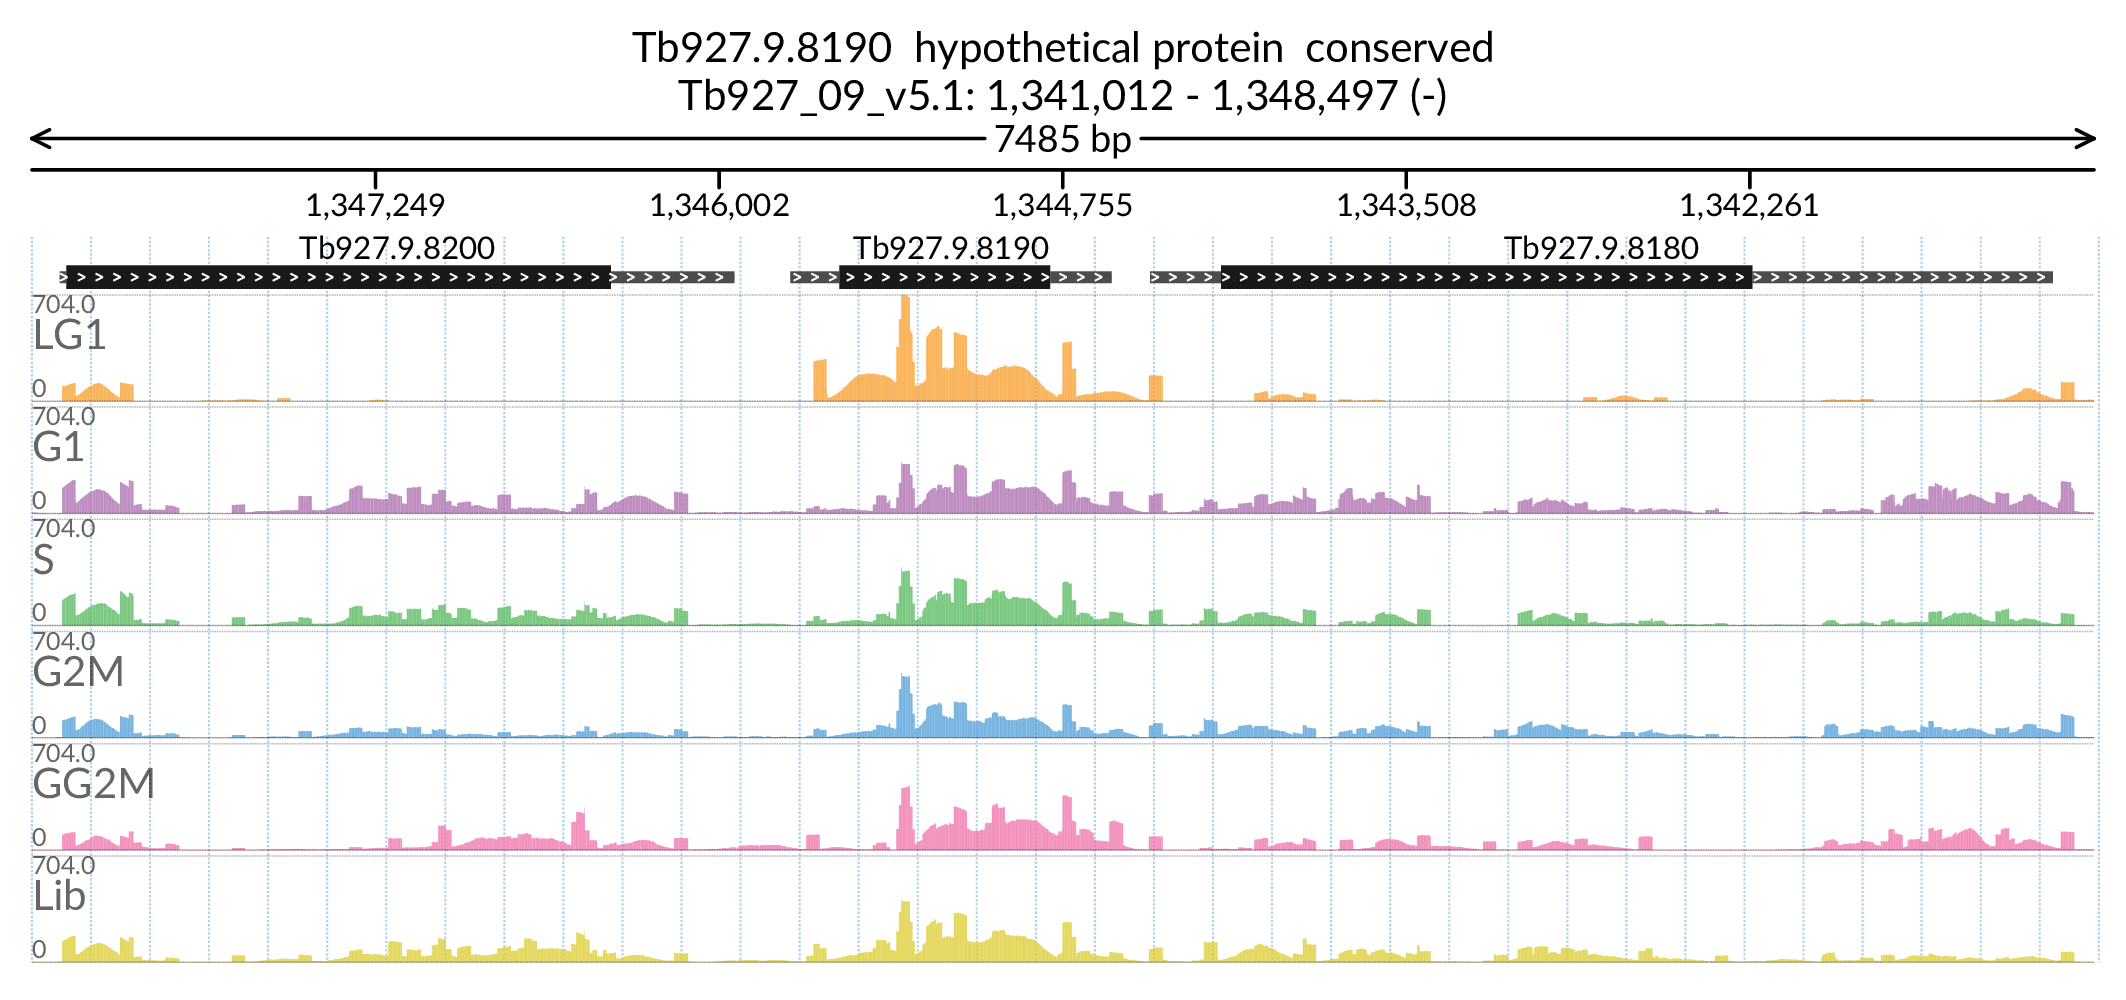 Tb927.9.8190  hypothetical protein  conserved
Tb927_09_v5.1: 1,341,012 - 1,348,497 (-)
7485 bp
1,347,249 1,346,002 1,344,755 1,343,508 1,342,261
Tb927.9.8200 Tb927.9.8190 Tb927.9.8180
704.0
LG1
0
704.0
G1
0
704.0
S
0
704.0
G2M
0
704.0
GG2M
0
704.0
Lib
0